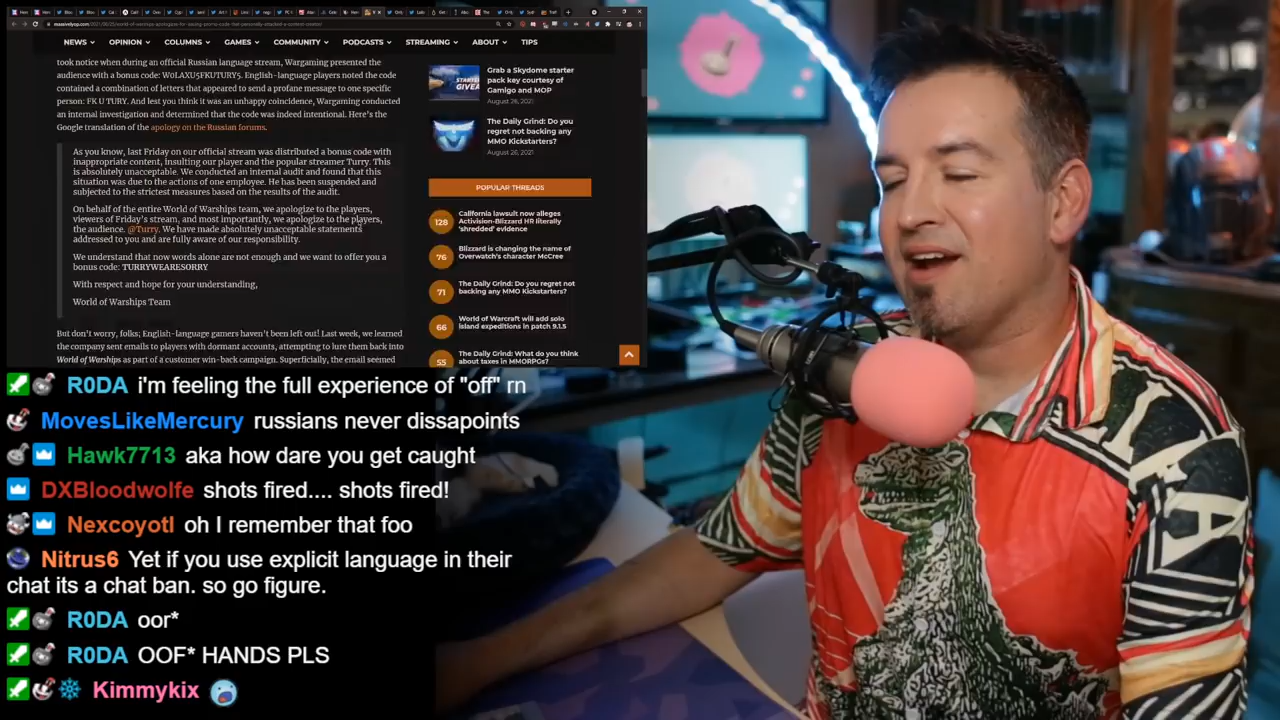 massivelyop.com/2021/08/25/world-of-warships-apologizes-for-issuing-promo-code-that-personally-attacked-a-content-creator/
NEWS OPINION COLUMNS GAMES COMMUNITY PODCASTS STREAMING ABOUT TIPS
took notice when during an official Russian language stream, Wargaming presented the
audience with a bonus code: W0LAXU5FKUTURY5. English-language players noted the code
contained a combination of letters that appeared to send a profane message to one specific
person: FK U TURY. And lest you think it was an unhappy coincidence, Wargaming conducted
an internal investigation and determined that the code was indeed intentional. Here's the
Google translation of the apology on the Russian forums.
As you know, last Friday on our official stream was distributed a bonus code with
inappropriate content, insulting our player and the popular streamer Turry. This
is absolutely unacceptable. We conducted an internal audit and found that this
situation was due to the actions of one employee. He has been suspended and
subjected to the strictest measures based on the results of the audit.
On behalf of the entire World of Warships team, we apologize to the players,
viewers of Friday's stream, and most importantly, we apologize to the players,
the audience. @Turry. We have made absolutely unacceptable statements
addressed to you and are fully aware of our responsibility.
We understand that now words alone are not enough and we want to offer you a
bonus code: TURRYWEARESORRY
With respect and hope for your understanding,
World of Warships Team
But don't worry, folks; English-language gamers haven't been left out! Last week, we learned
the company sent emails to players with dormant accounts, attempting to lure them back into
World of Warships as part of a customer win-back campaign. Superficially, the email seemed
Grab a Skydome starter
pack key courtesy of
Gamigo and MOP
August 26, 2021
The Daily Grind: Do you
regret not backing any
MMO Kickstarters?
August 26, 2021
POPULAR THREADS
128 California lawsuit now alleges
Activision-Blizzard HR literally
'shredded' evidence
76 Blizzard is changing the name of
Overwatch's character McCree
71 The Daily Grind: Do you regret not
backing any MMO Kickstarters?
66 World of Warcraft will add solo
island expeditions in patch 9.1.5
55 The Daily Grind: What do you think
about taxes in MMORPGs?
R0DA i'm feeling the full experience of "off" rn
MovesLikeMercury russians never dissapoints
Hawk7713 aka how dare you get caught
DXBloodwolfe shots fired.... shots fired!
Nexcoyotl oh I remember that foo
Nitrus6 Yet if you use explicit language in their
chat its a chat ban. so go figure.
R0DA oor*
R0DA OOF* HANDS PLS
Kimmykix